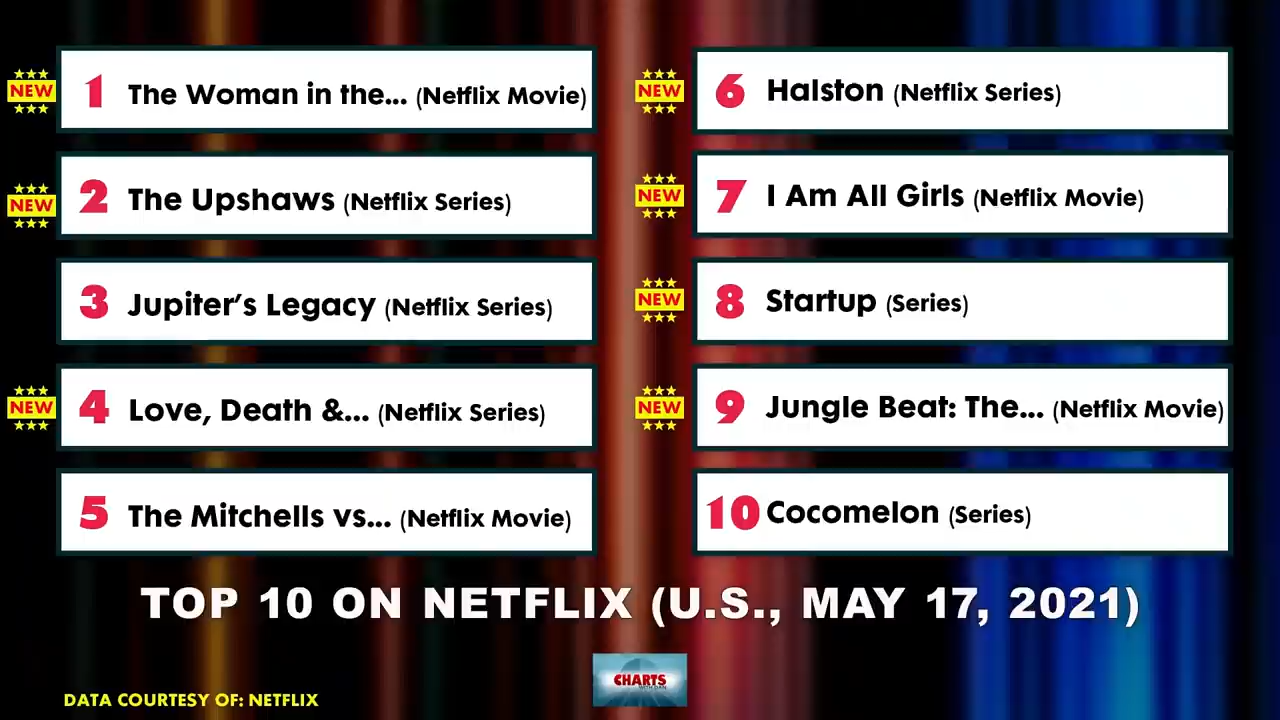 NEW 1 The Woman in the... (Netflix Movie)
NEW 2 The Upshaws (Netflix Series)
3 Jupiter's Legacy (Netflix Series)
NEW 4 Love, Death &... (Netflix Series)
5 The Mitchells vs... (Netflix Movie)
NEW 6 Halston (Netflix Series)
NEW 7 I Am All Girls (Netflix Movie)
NEW 8 Startup (Series)
NEW 9 Jungle Beat: The... (Netflix Movie)
10 Cocomelon (Series)
TOP 10 ON NETFLIX (U.S., MAY 17, 2021)
CHARTS
WITH DAN
DATA COURTESY OF: NETFLIX